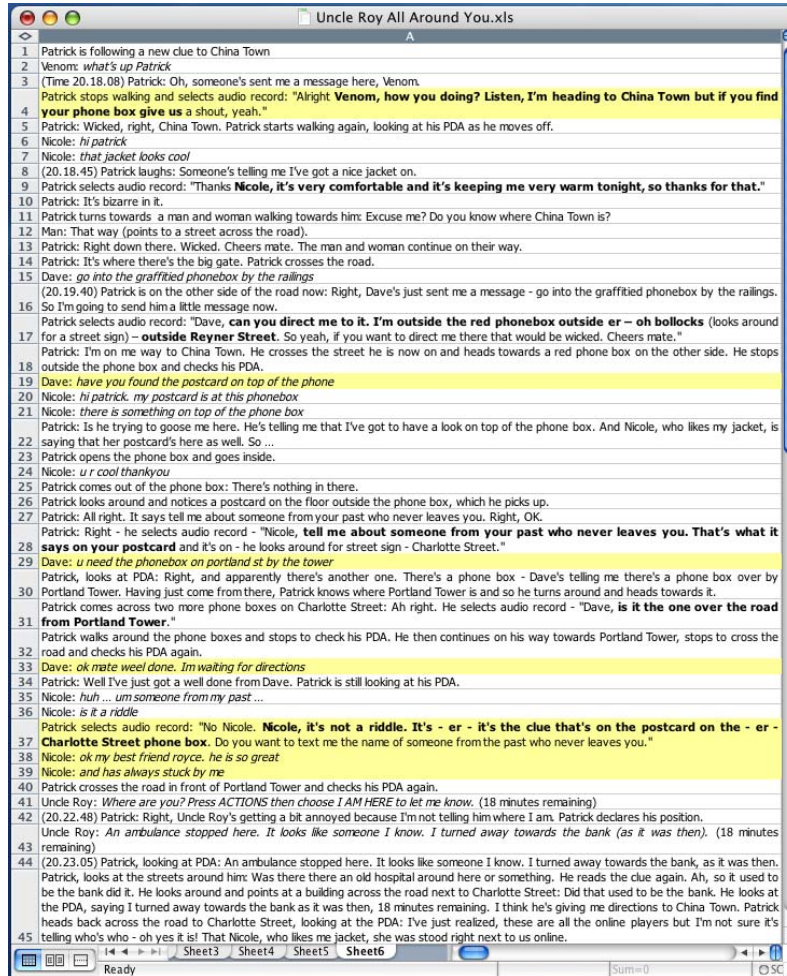 Uncle Roy All Around You.xls
A
1 Patrick is following a new clue to China Town
2 Venom: what's up Patrick
3 (Time 20.18.08) Patrick: Oh, someone's sent me a message here, Venom.
Patrick stops walking and selects audio record: "Alright Venom, how you doing? Listen, I'm heading to China Town but if you find
4 your phone box give us a shout, yeah."
5 Patrick: Wicked, right, China Town. Patrick starts walking again, looking at his PDA as he moves off.
6 Nicole: hi patrick
7 Nicole: that jacket looks cool
8 (20.18.45) Patrick laughs: Someone's telling me I've got a nice jacket on.
9 Patrick selects audio record: "Thanks Nicole, it's very comfortable and it's keeping me very warm tonight, so thanks for that."
10 Patrick: It's bizarre in it.
11 Patrick turns towards a man and woman walking towards him: Excuse me? Do you know where China Town is?
12 Man: That way (points to a street across the road).
13 Patrick: Right down there. Wicked. Cheers mate. The man and woman continue on their way.
14 Patrick: It's where there's the big gate. Patrick crosses the road.
15 Dave: go into the graffitied phonebox by the railings
(20.19.40) Patrick is on the other side of the road now: Right, Dave's just sent me a message - go into the graffitied phonebox by the railings.
16 So I'm going to send him a little message now.
Patrick selects audio record: "Dave, can you direct me to it. I'm outside the red phonebox outside er – oh bollocks (looks around
17 for a street sign) – outside Reyner Street. So yeah, if you want to direct me there that would be wicked. Cheers mate."
Patrick: I'm on me way to China Town. He crosses the street he is now on and heads towards a red phone box on the other side. He stops
18 outside the phone box and checks his PDA.
19 Dave: have you found the postcard on top of the phone
20 Nicole: hi patrick. my postcard is at this phonebox
21 Nicole: there is something on top of the phone box
Patrick: Is he trying to goose me here. He's telling me that I've got to have a look on top of the phone box. And Nicole, who likes my jacket, is
22 saying that her postcard's here as well. So ...
23 Patrick opens the phone box and goes inside.
24 Nicole: u r cool thankyou
25 Patrick comes out of the phone box: There's nothing in there.
26 Patrick looks around and notices a postcard on the floor outside the phone box, which he picks up.
27 Patrick: All right. It says tell me about someone from your past who never leaves you. Right, OK.
Patrick: Right - he selects audio record - "Nicole, tell me about someone from your past who never leaves you. That's what it
28 says on your postcard and it's on - he looks around for street sign - Charlotte Street."
29 Dave: u need the phonebox on portland st by the tower
Patrick, looks at PDA: Right, and apparently there's another one. There's a phone box - Dave's telling me there's a phone box over by
30 Portland Tower. Having just come from there, Patrick knows where Portland Tower is and so he turns around and heads towards it.
Patrick comes across two more phone boxes on Charlotte Street: Ah right. He selects audio record - "Dave, is it the one over the road
31 from Portland Tower."
Patrick walks around the phone boxes and stops to check his PDA. He then continues on his way towards Portland Tower, stops to cross the
32 road and checks his PDA again.
33 Dave: ok mate weel done. Im waiting for directions
34 Patrick: Well I've just got a well done from Dave. Patrick is still looking at his PDA.
35 Nicole: huh ... um someone from my past ...
36 Nicole: is it a riddle
Patrick selects audio record: "No Nicole. Nicole, it's not a riddle. It's - er - it's the clue that's on the postcard on the - er -
37 Charlotte Street phone box. Do you want to text me the name of someone from the past who never leaves you."
38 Nicole: ok my best friend royce. he is so great
39 Nicole: and has always stuck by me
40 Patrick crosses the road in front of Portland Tower and checks his PDA again.
41 Uncle Roy: Where are you? Press ACTIONS then choose I AM HERE to let me know. (18 minutes remaining)
42 (20.22.48) Patrick: Right, Uncle Roy's getting a bit annoyed because I'm not telling him where I am. Patrick declares his position.
Uncle Roy: An ambulance stopped here. It looks like someone I know. I turned away towards the bank (as it was then). (18 minutes
43 remaining)
44 (20.23.05) Patrick, looking at PDA: An ambulance stopped here. It looks like someone I know. I turned away towards the bank, as it was then.
Patrick, looks at the streets around him: Was there there an old hospital around here or something. He reads the clue again. Ah, so it used to
be the bank did it. He looks around and points at a building across the road next to Charlotte Street: Did that used to be the bank. He looks at
the PDA, saying I turned away towards the bank as it was then, 18 minutes remaining. I think he's giving me directions to China Town. Patrick
heads back across the road to Charlotte Street, looking at the PDA: I've just realized, these are all the online players but I'm not sure it's
45 telling who's who - oh yes it is! That Nicole, who likes me jacket, she was stood right next to us online.
Sheet3 Sheet4 Sheet5 Sheet6
Ready Sum=0 SC